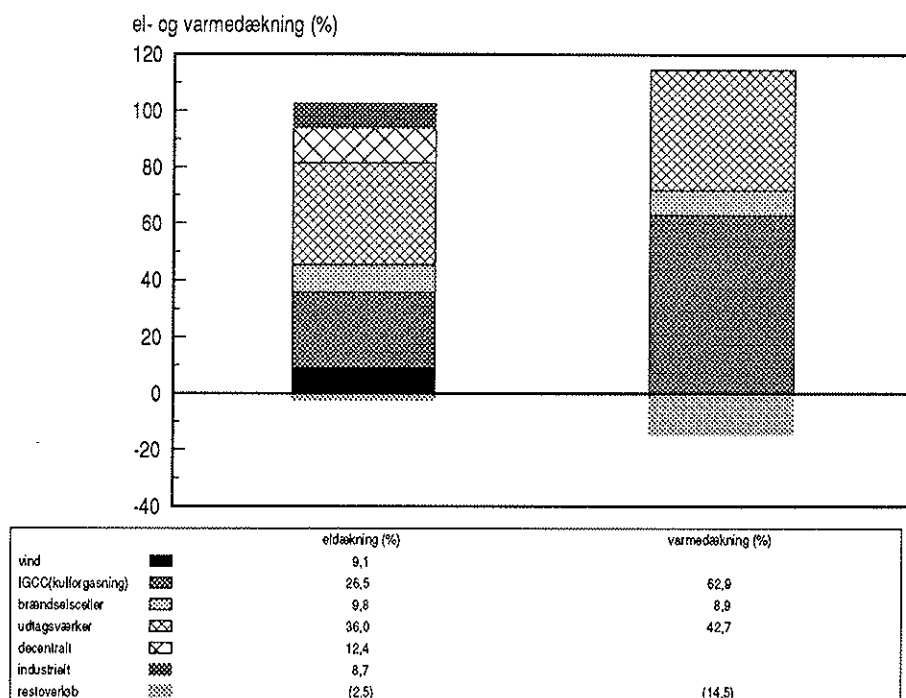 el- og varmedækning (%)
120
100
80
60
40
20
0
-20
-40
eldækning (%) varmedækning (%)
vind 9,1
IGCC(kulforgasning) 26,5 62,9
brændselsceller 9,8 8,9
udtagsværker 36,0 42,7
decentralt 12,4
industrielt 8,7
restoverløb (2,5) (14,5)